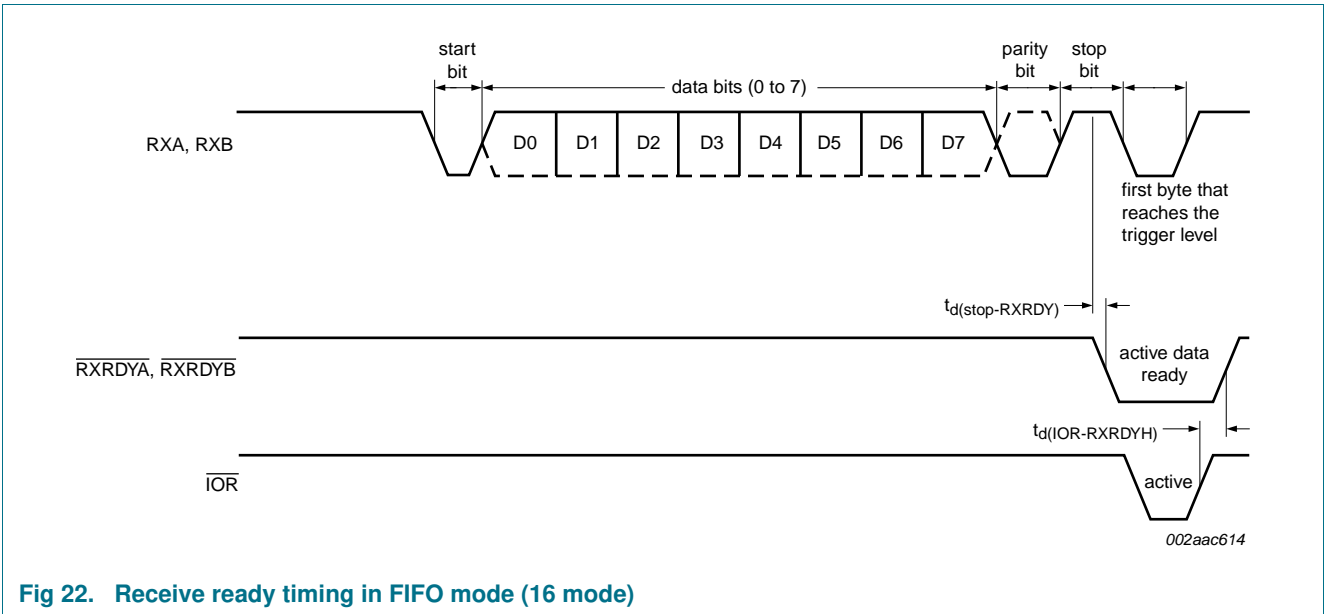 start
bit
data bits (0 to 7)
parity
bit
stop
bit
RXA, RXB
D0 D1 D2 D3 D4 D5 D6 D7
first byte that
reaches the
trigger level
td(stop-RXRDY)
RXRDYA, RXRDYB
active data
ready
td(IOR-RXRDYH)
IOR
active
002aac614
Fig 22. Receive ready timing in FIFO mode (16 mode)